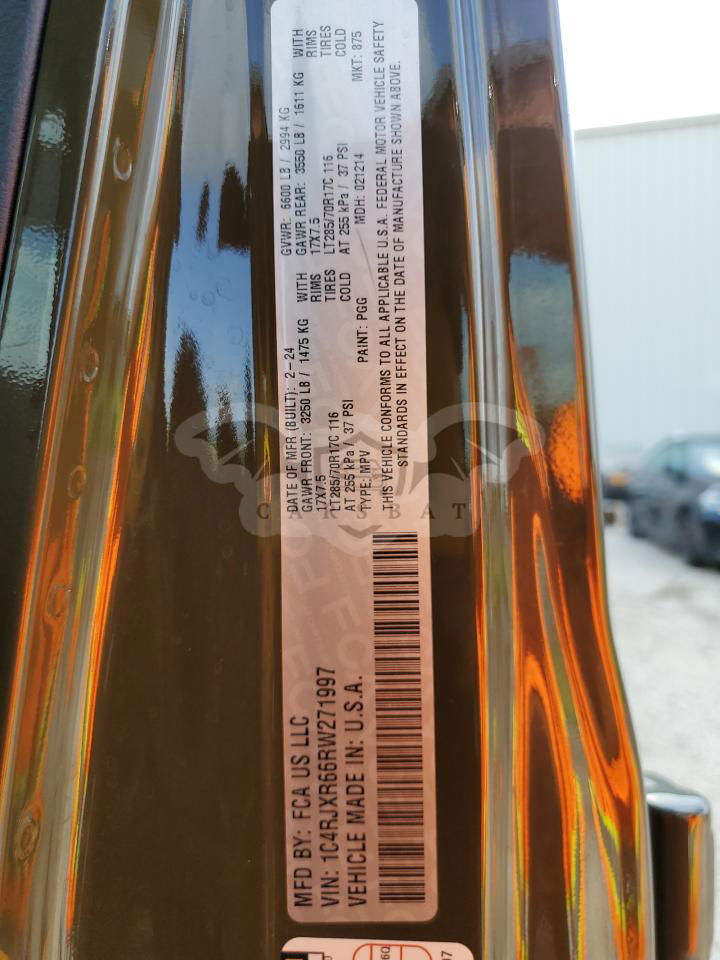 MFD BY: FCA US LLC
VIN: 1C4RJXR66RW271997
VEHICLE MADE IN: U.S.A.
DATE OF MFR (BUILT): 2-24
GVWR: 6600 LB / 2994 KG
GAWR FRONT: 3250 LB / 1475 KG WITH
GAWR REAR: 3550 LB / 1611 KG WITH
17X7.5 RIMS
17X7.5 RIMS
LT285/70R17C 116 TIRES
LT285/70R17C 116 TIRES
AT 255 kPa / 37 PSI COLD
AT 255 kPa / 37 PSI COLD
TYPE: MPV PAINT: PGG MDH: 021214 MKT: 875
THIS VEHICLE CONFORMS TO ALL APPLICABLE U.S.A. FEDERAL MOTOR VEHICLE SAFETY
STANDARDS IN EFFECT ON THE DATE OF MANUFACTURE SHOWN ABOVE.
CARSBAT